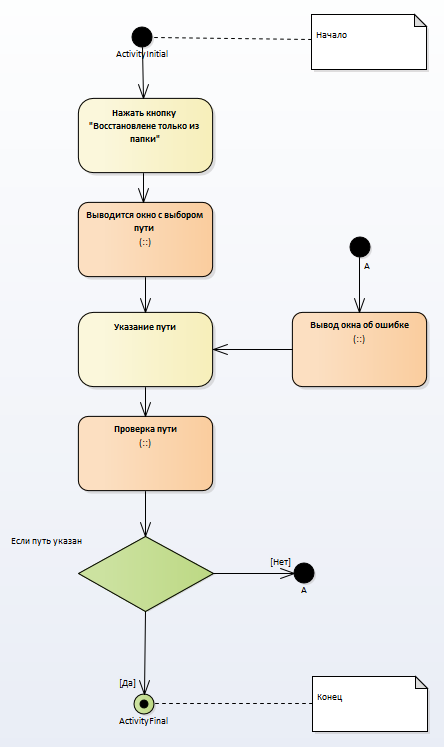 Начало
ActivityInitial
Нажать кнопку
"Восстановлене только из
папки"
Выводится окно с выбором
пути
(::)
A
Указание пути
Вывод окна об ошибке
(::)
Проверка пути
(::)
Если путь указан
[Нет]
A
[Да]
Конец
ActivityFinal